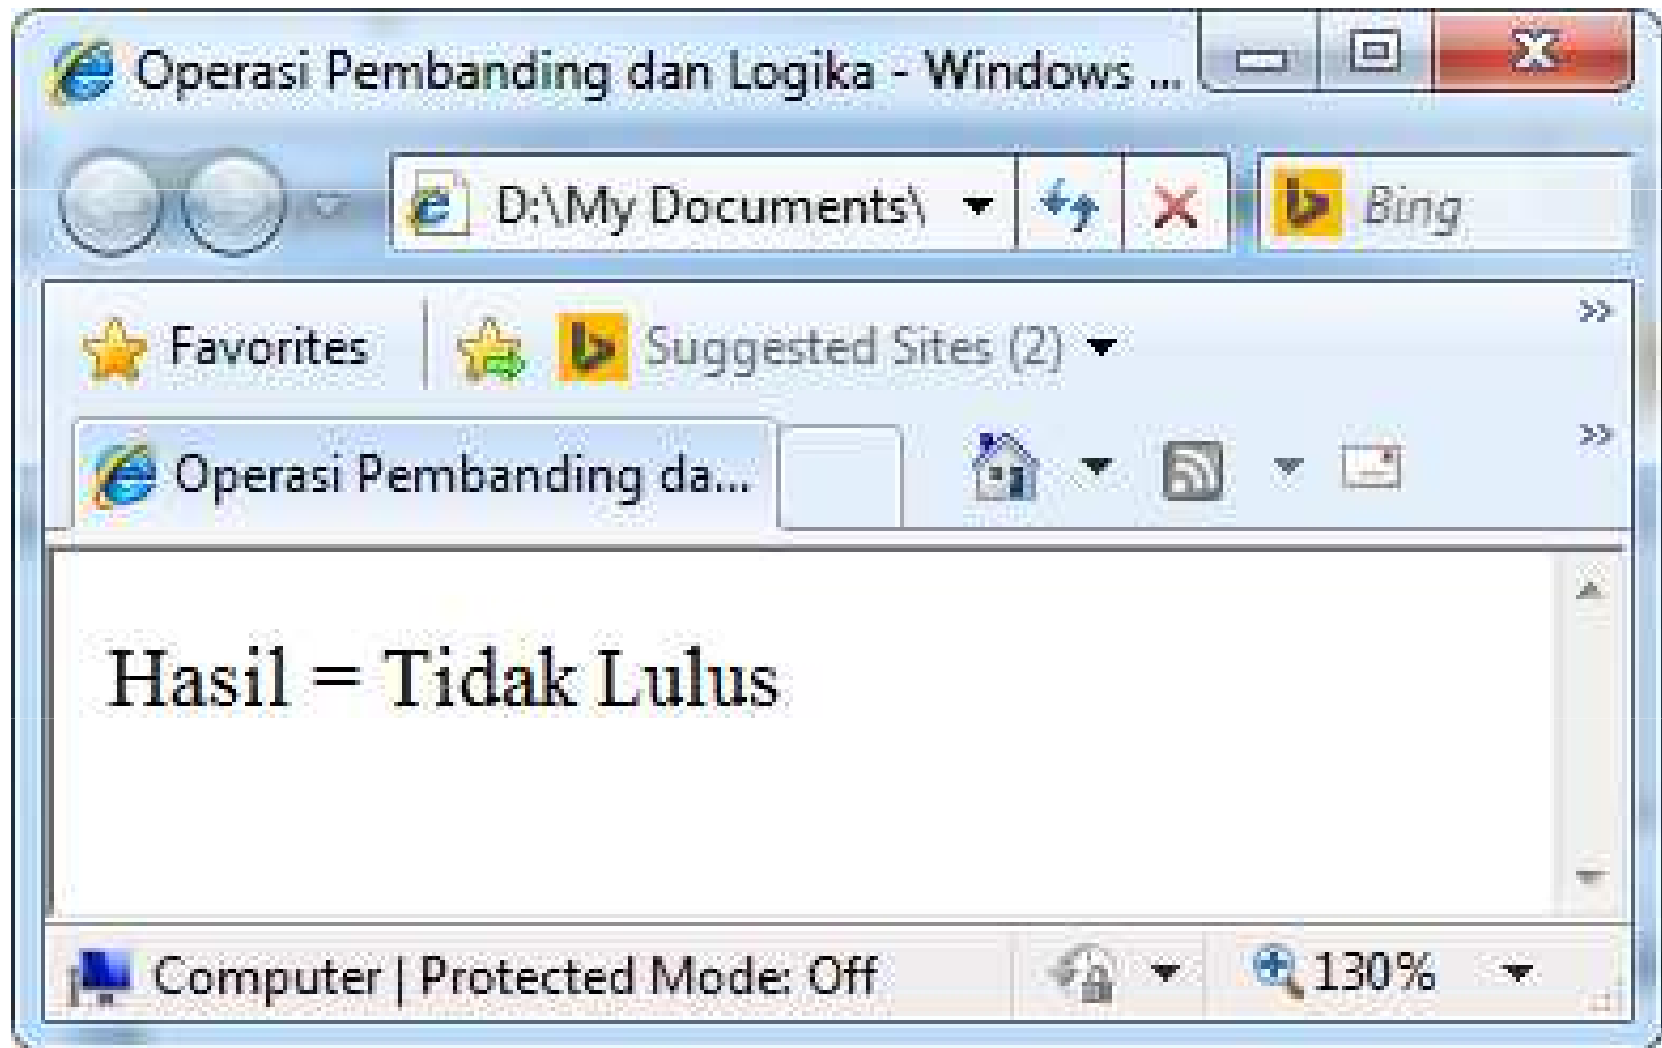 Operasi Pembanding dan Logika - Windows ...
D:\My Documents\
Bing
Favorites
Suggested Sites (2)
Operasi Pembanding da...
Hasil = Tidak Lulus
Computer | Protected Mode: Off
130%